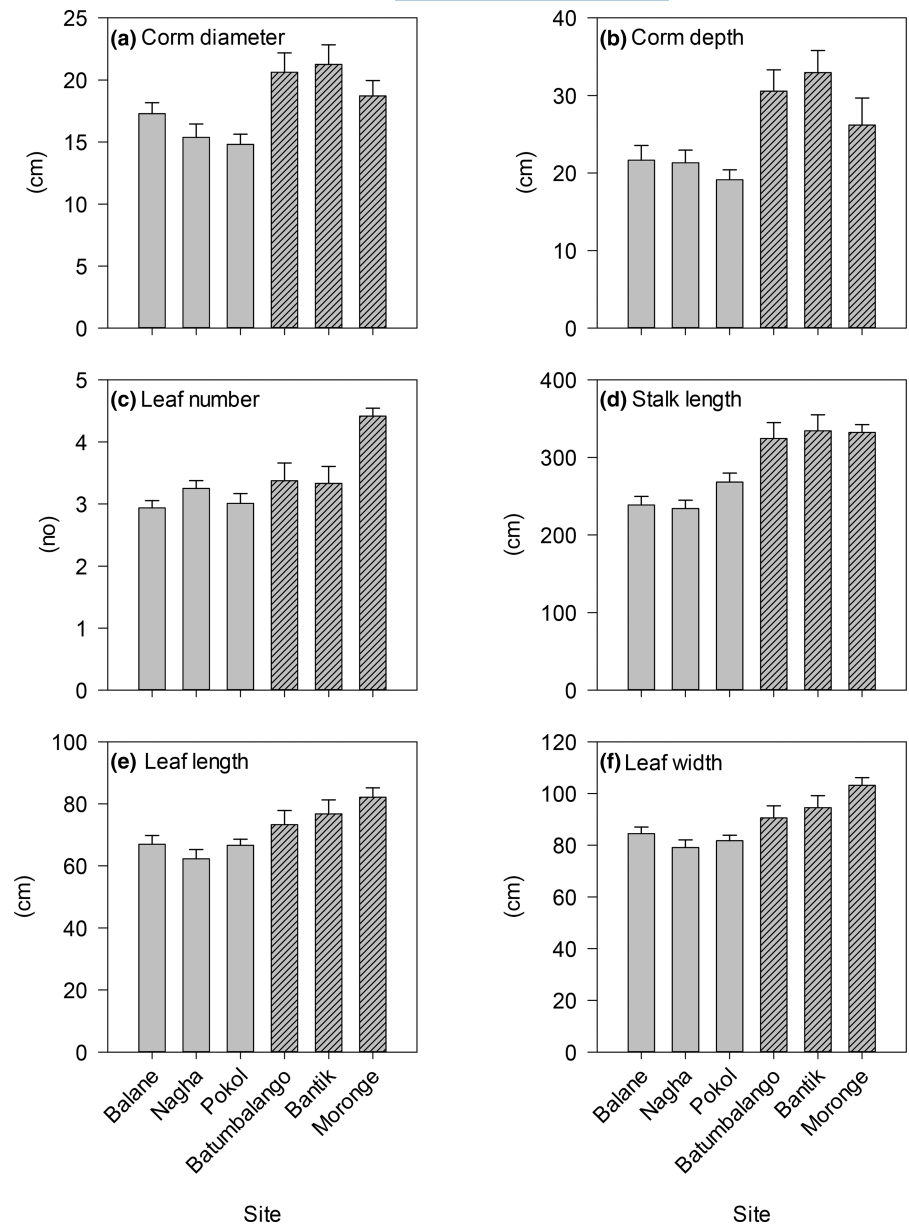 (a) Corm diameter
25
20
15
10
5
0
(cm)
(b) Corm depth
40
30
20
10
0
(cm)
(c) Leaf number
5
4
3
2
1
0
(no)
(d) Stalk length
400
300
200
100
0
(cm)
(e) Leaf length
100
80
60
40
20
0
(cm)
Balane
Nagha
Pokol
Batumbalango
Bantik
Moronge
Site
(f) Leaf width
120
100
80
60
40
20
0
(cm)
Balane
Nagha
Pokol
Batumbalango
Bantik
Moronge
Site